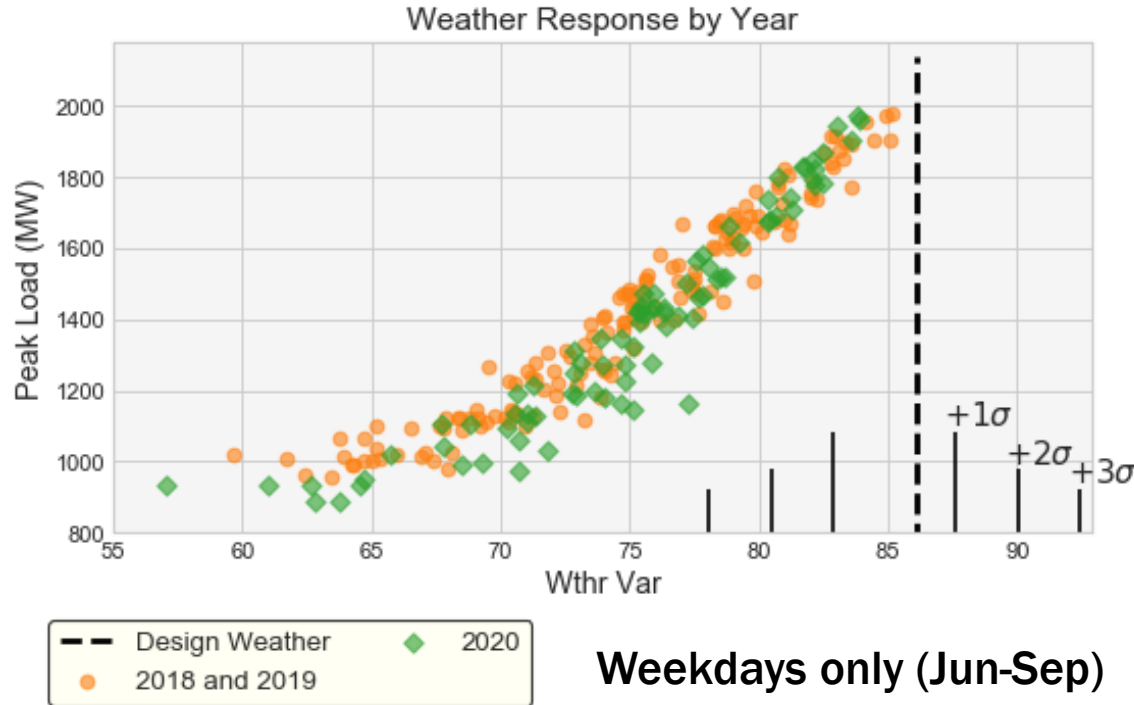 Weather Response by Year
Peak Load (MW)
2000
1800
1600
1400
1200
1000
800
+1σ
+2σ
+3σ
55 60 65 70 75 80 85 90
Wthr Var
Design Weather 2020
2018 and 2019
Weekdays only (Jun-Sep)